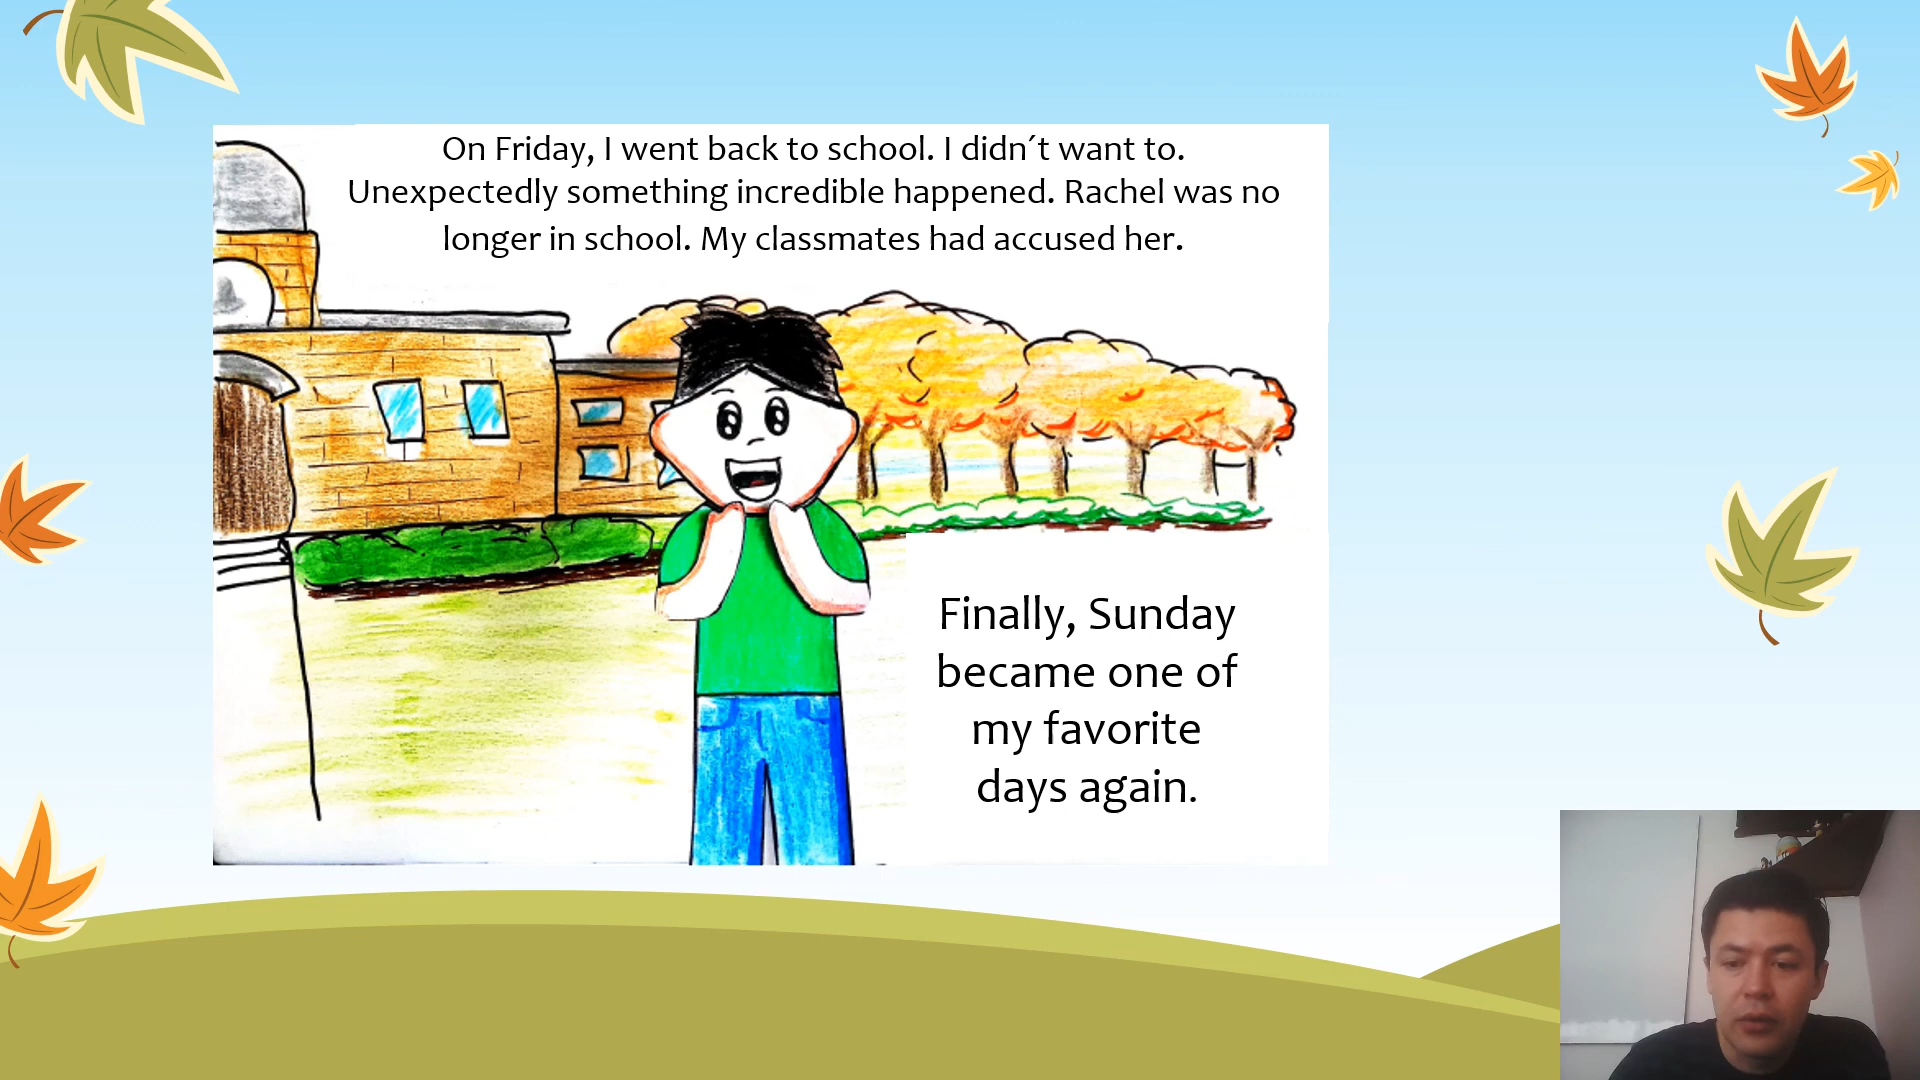 On Friday, I went back to school. I didn´t want to.
Unexpectedly something incredible happened. Rachel was no
longer in school. My classmates had accused her.
Finally, Sunday
became one of
my favorite
days again.